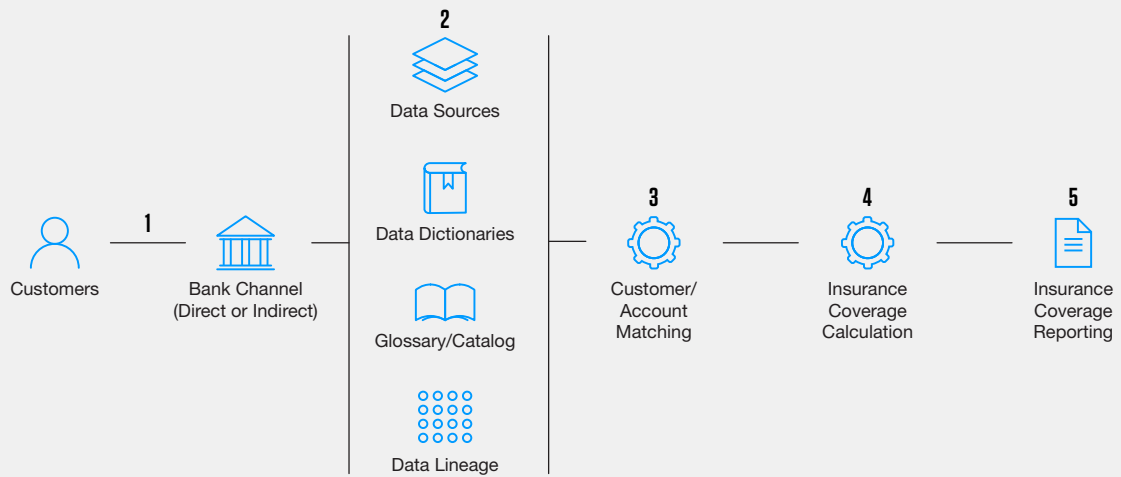 1
Customers
Bank Channel
(Direct or Indirect)
2
Data Sources
Data Dictionaries
Glossary/Catalog
Data Lineage
3
Customer/
Account
Matching
4
Insurance
Coverage
Calculation
5
Insurance
Coverage
Reporting